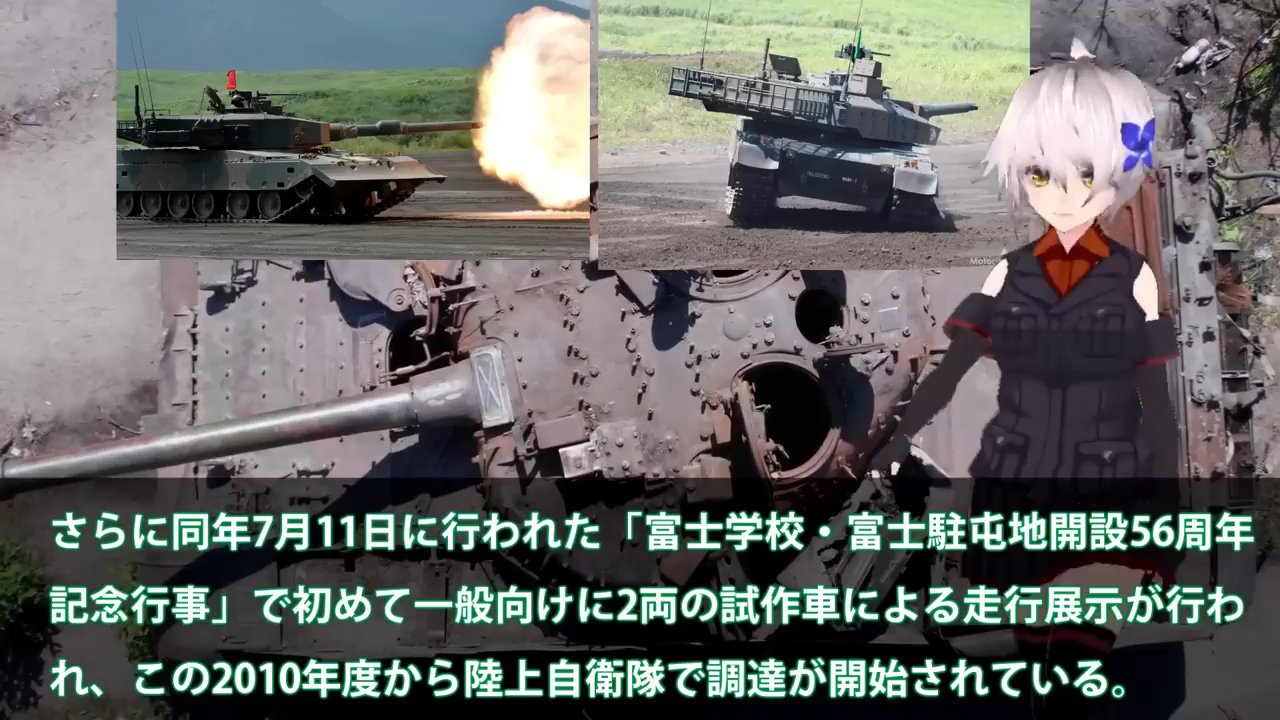 さらに同年7月11日に行われた「富士学校・富士駐屯地開設56周年
記念行事」で初めて一般向けに2両の試作車による走行展示が行わ
れ、この2010年度から陸上自衛隊で調達が開始されている。